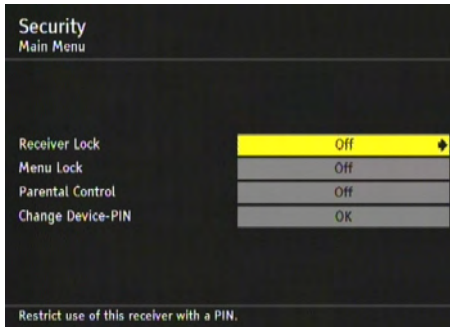 Security
Main Menu
Receiver Lock Off
Menu Lock Off
Parental Control Off
Change Device-PIN OK
Restrict use of this receiver with a PIN.